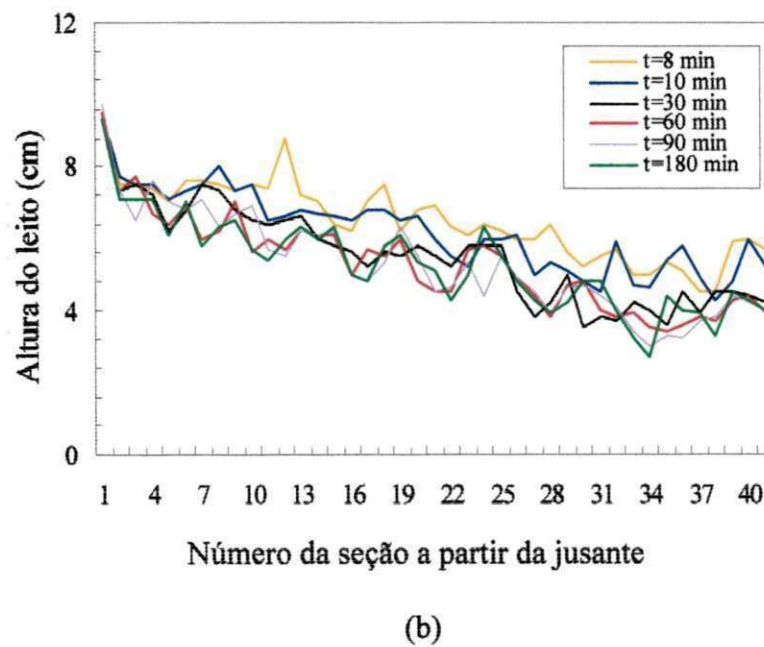 12
8
4
0
Altura do leito (cm)
t=8 min
t=10 min
t=30 min
t=60 min
t=90 min
t=180 min
1 4 7 10 13 16 19 22 25 28 31 34 37 40
Número da seção a partir da jusante
(b)